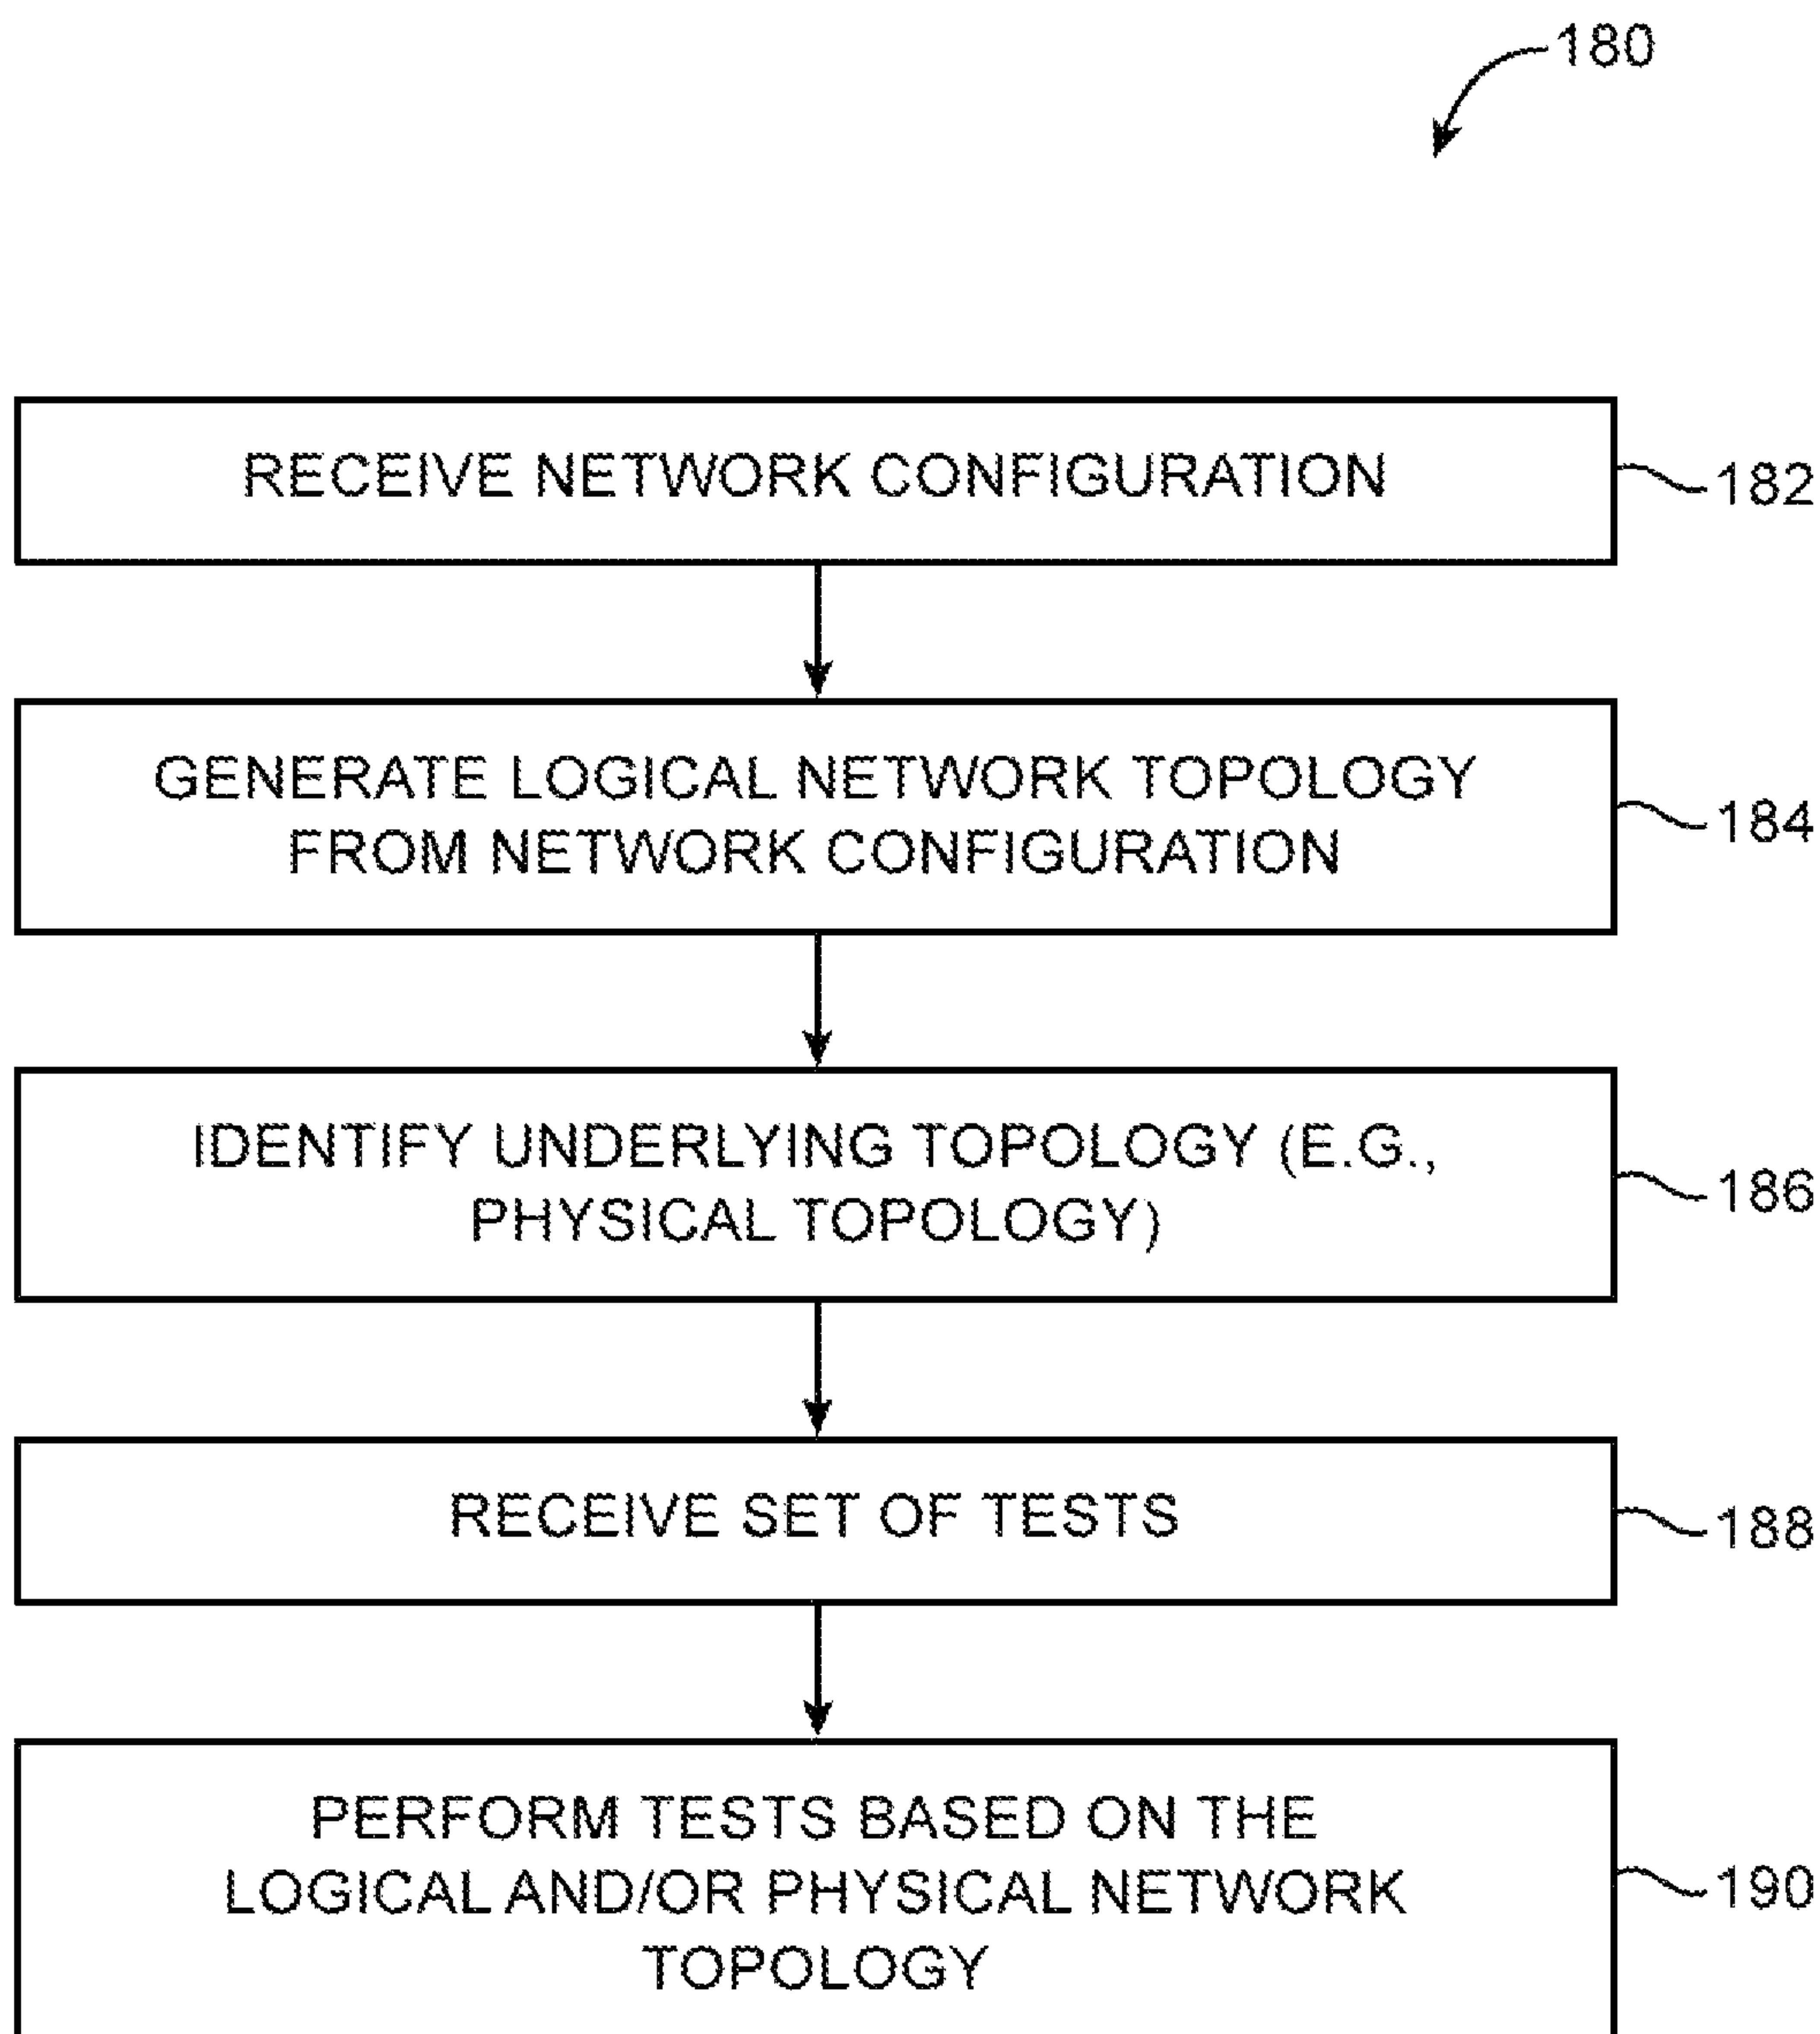 180
RECEIVE NETWORK CONFIGURATION
182
GENERATE LOGICAL NETWORK TOPOLOGY
FROM NETWORK CONFIGURATION
184
IDENTIFY UNDERLYING TOPOLOGY (E.G.,
PHYSICAL TOPOLOGY)
186
RECEIVE SET OF TESTS
188
PERFORM TESTS BASED ON THE
LOGICAL AND/OR PHYSICAL NETWORK
TOPOLOGY
190